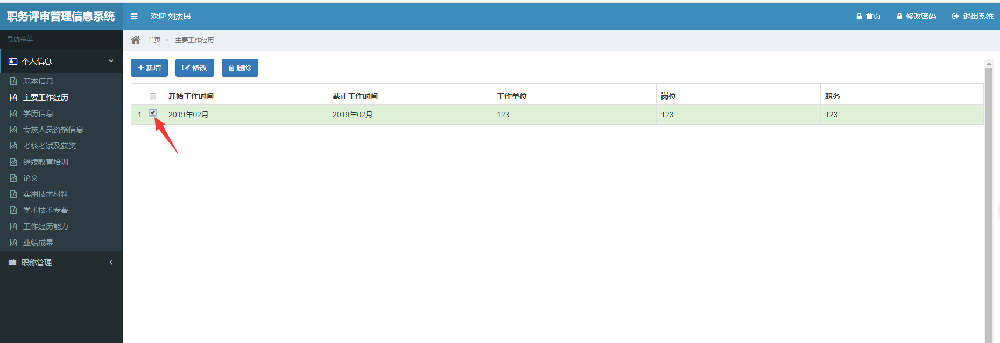 职务评审管理信息系统
欢迎 刘杰民
首页 修改密码 退出系统
导航菜单
首页 > 主要工作经历
个人信息
基本信息
主要工作经历
学历信息
专技人员资格信息
考核考试及获奖
继续教育培训
论文
实用技术材料
学术技术专著
工作经历能力
业绩成果
职称管理
新增 修改 删除
开始工作时间 截止工作时间 工作单位 岗位 职务
1 2019年02月 2019年02月 123 123 123